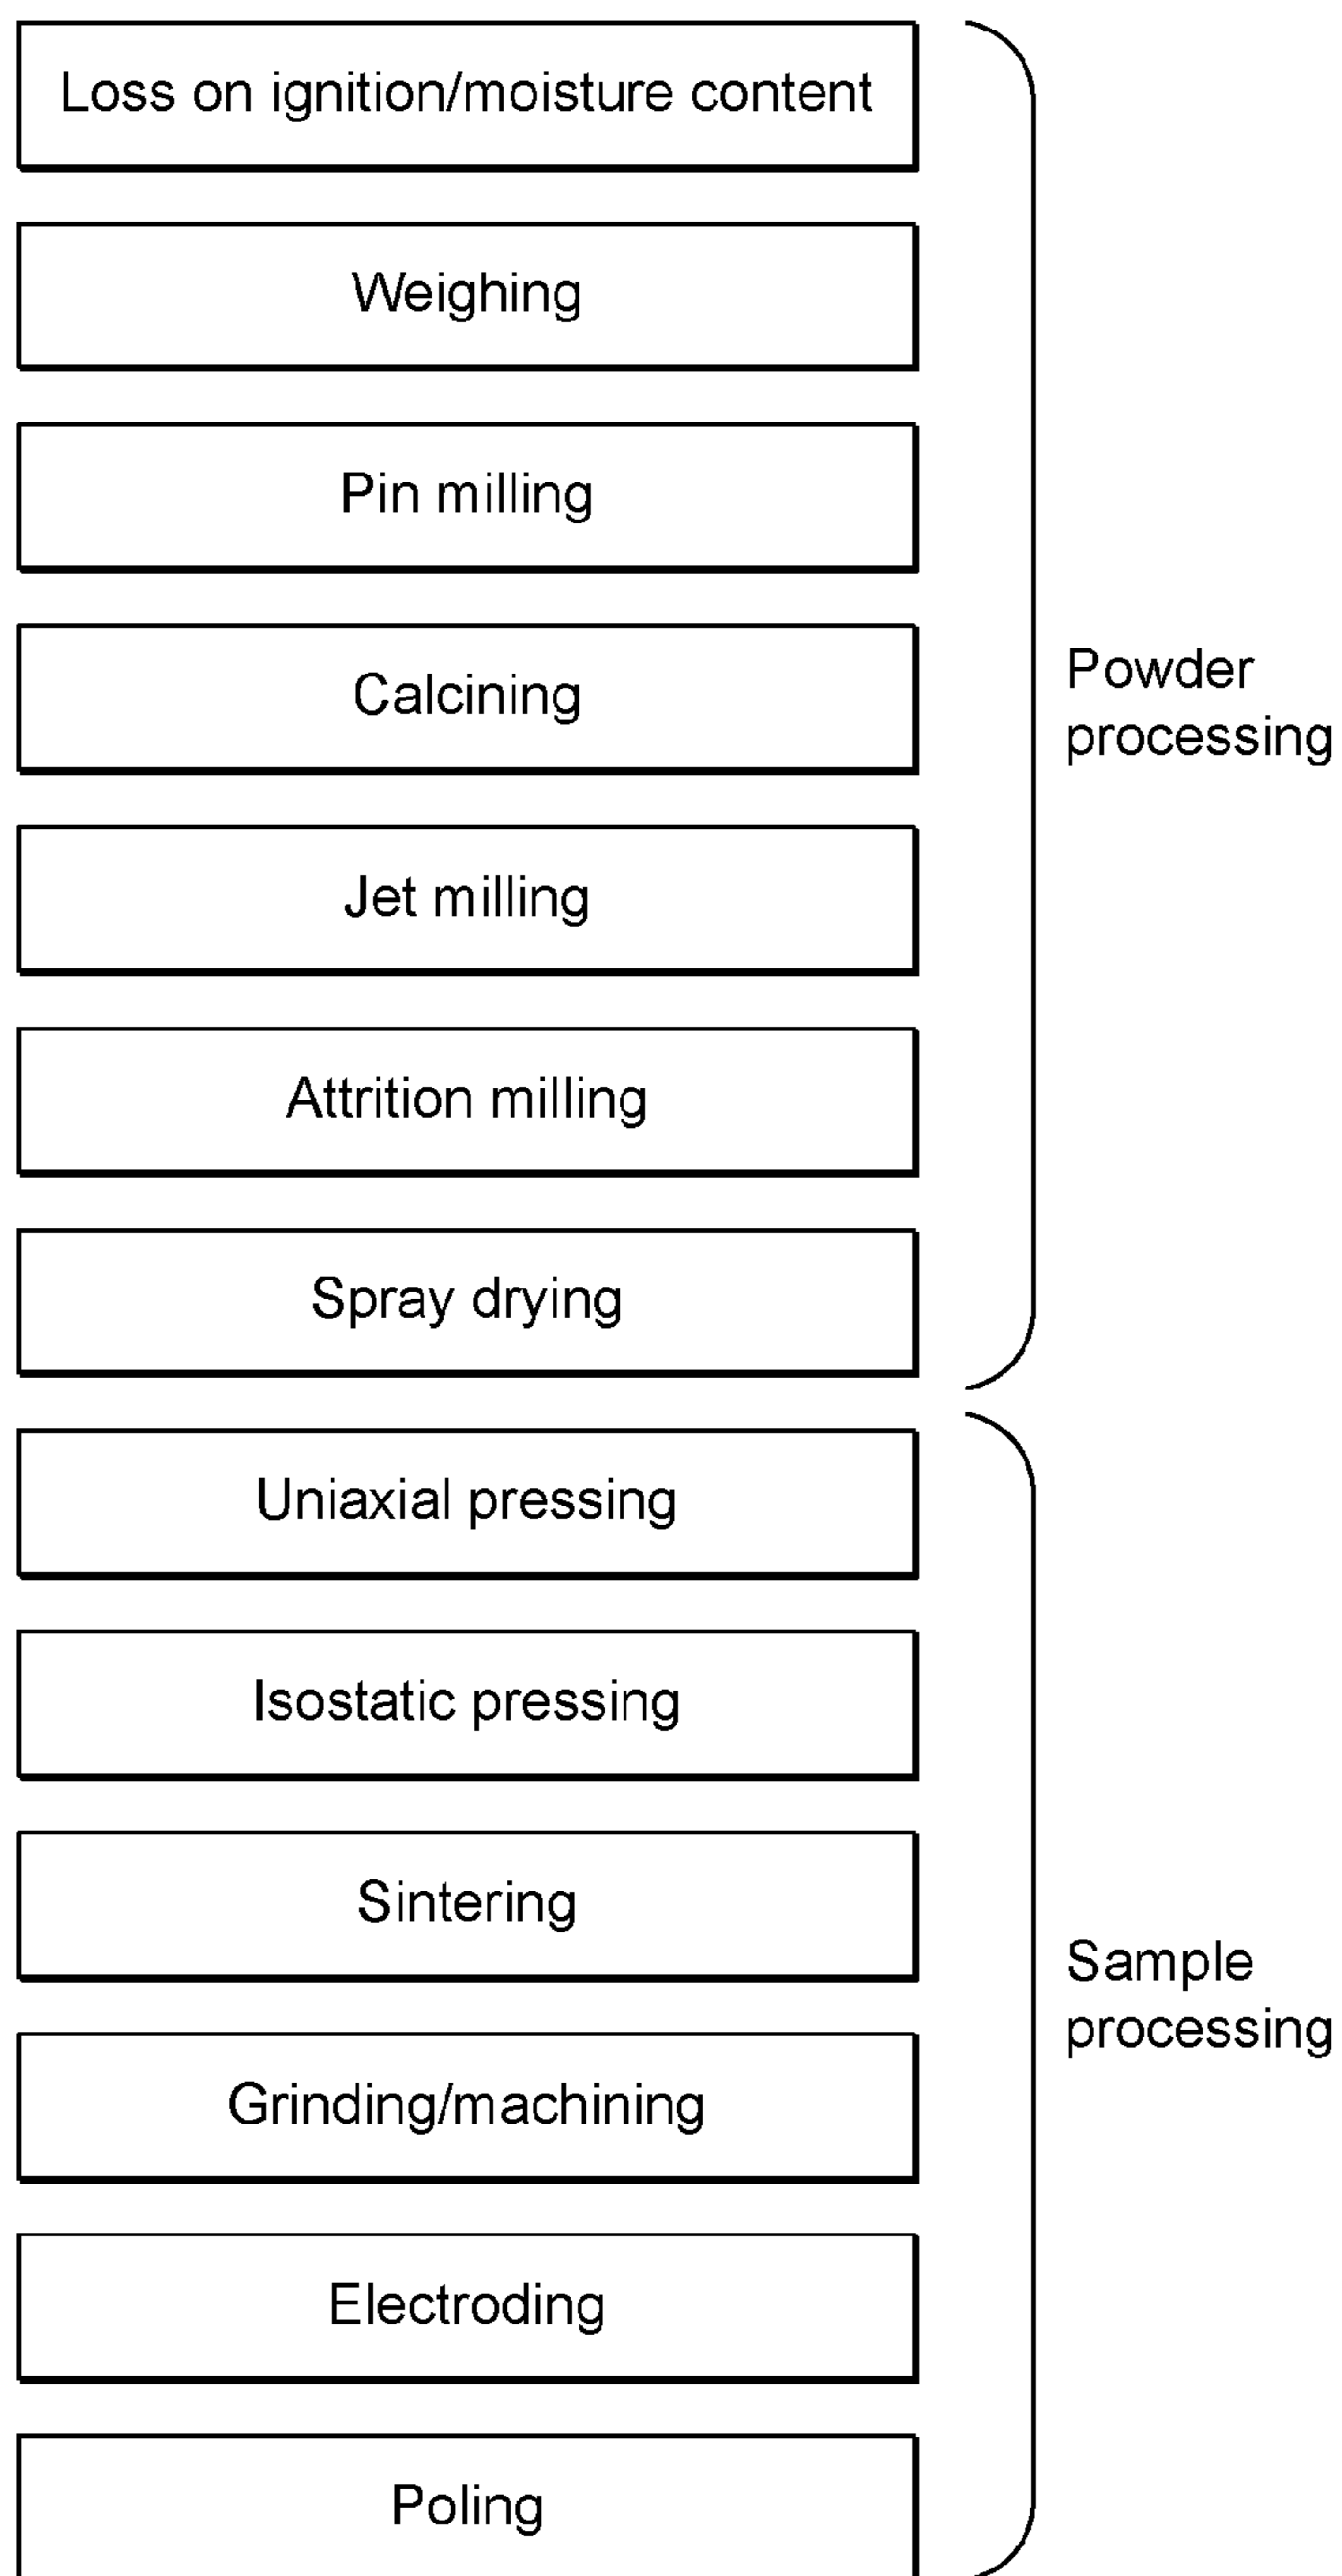 Loss on ignition/moisture content
Weighing
Pin milling
Calcining
Jet milling
Attrition milling
Spray drying
Powder
processing
Uniaxial pressing
Isostatic pressing
Sintering
Grinding/machining
Electroding
Poling
Sample
processing